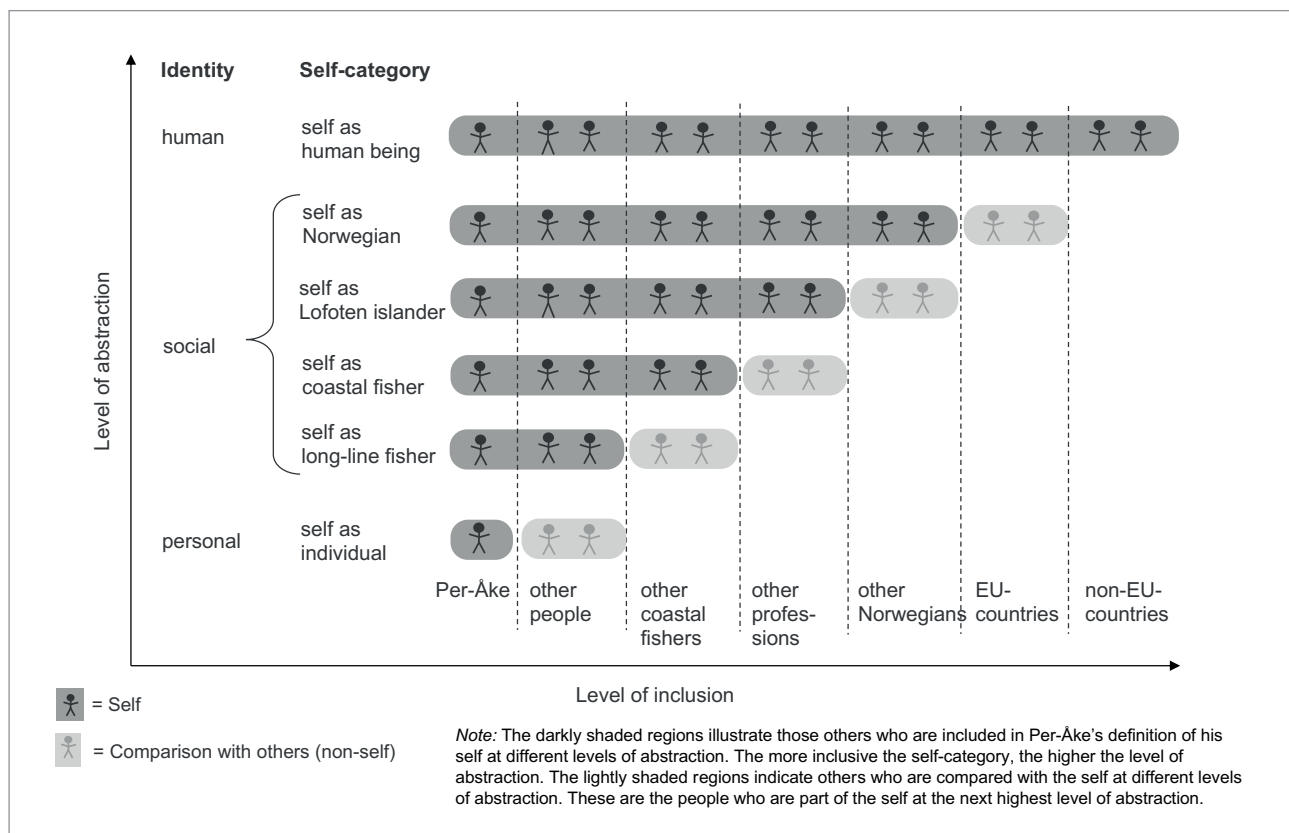 Identity Self-category
human
self as
human being
self as
Norwegian
self as
Lofoten islander
social
self as
coastal fisher
self as
long-line fisher
personal
self as
individual
Level of abstraction
Per-Åke
other
people
other
coastal
fishers
other
profes-
sions
other
Norwegians
EU-
countries
non-EU-
countries
Level of inclusion
= Self
= Comparison with others (non-self)
Note: The darkly shaded regions illustrate those others who are included in Per-Åke's definition of his
self at different levels of abstraction. The more inclusive the self-category, the higher the level of
abstraction. The lightly shaded regions indicate others who are compared with the self at different levels
of abstraction. These are the people who are part of the self at the next highest level of abstraction.